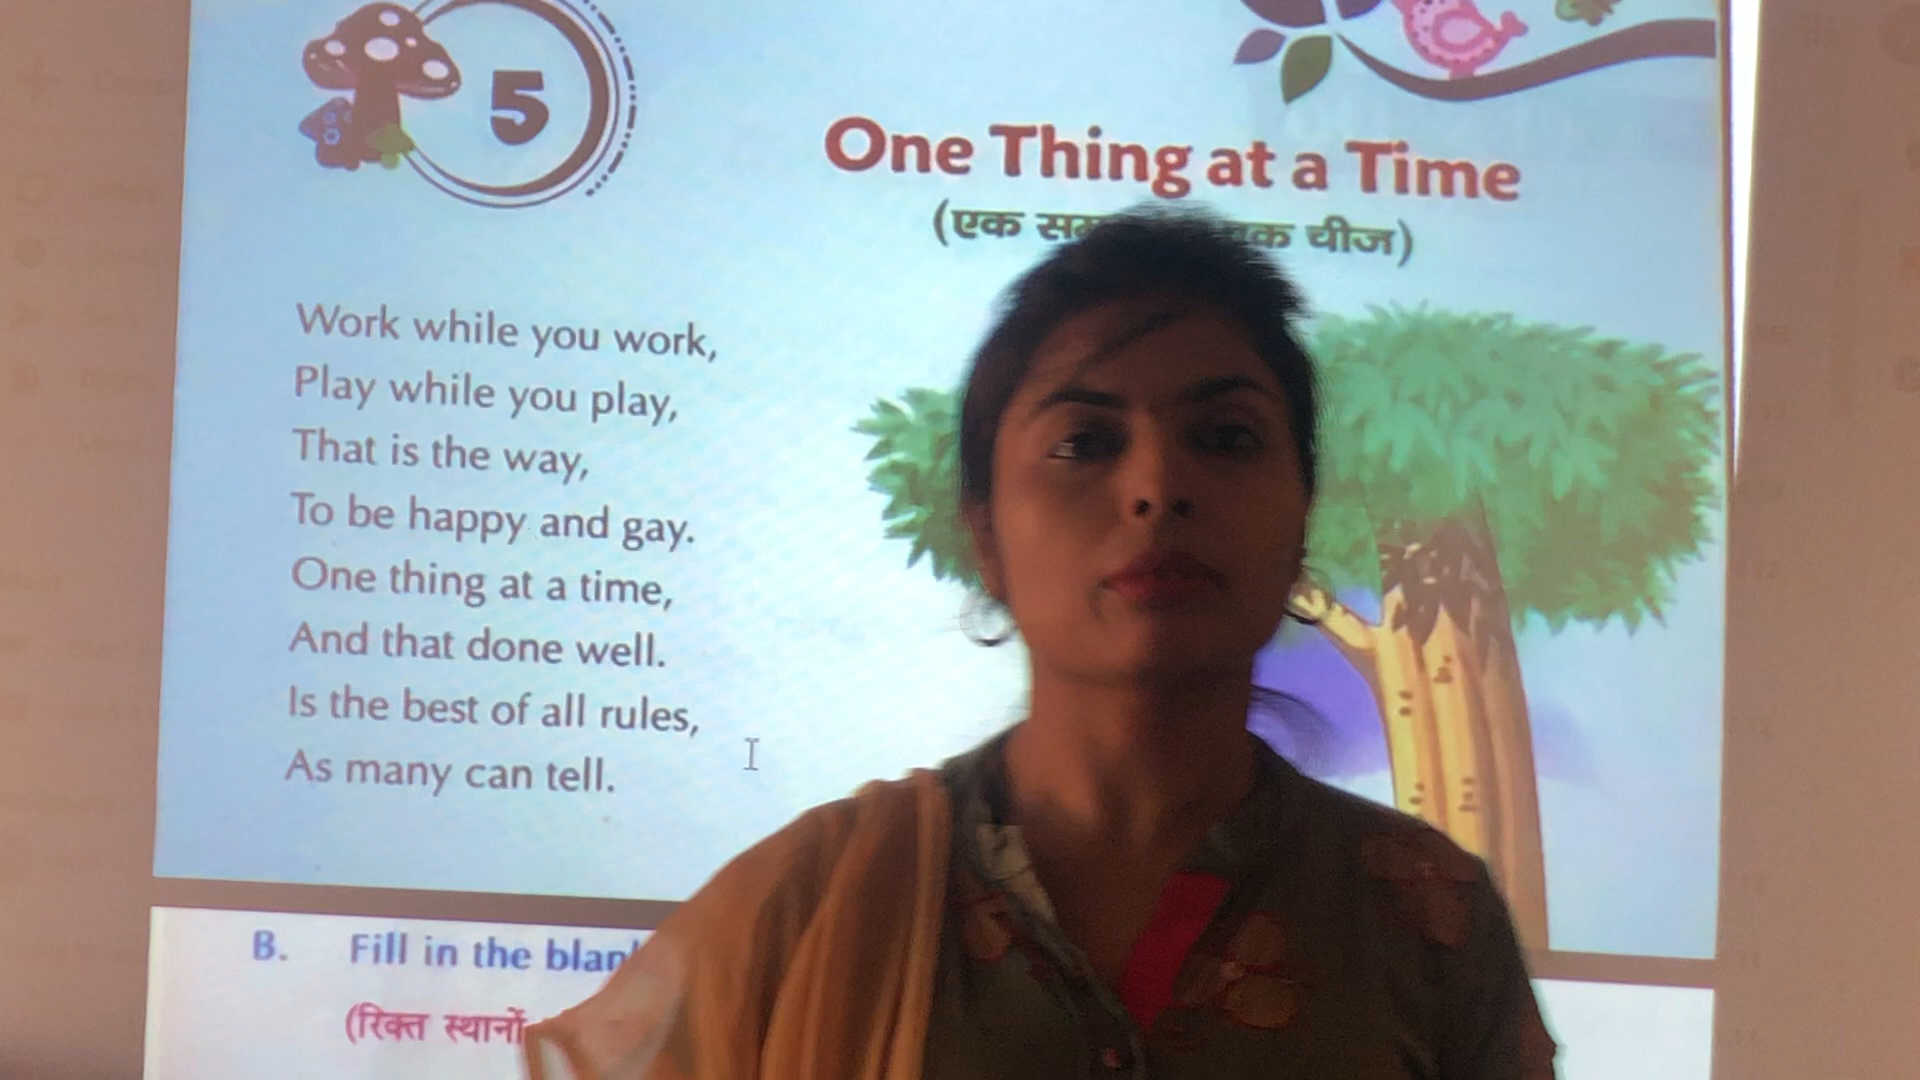 5
One Thing at a Time
(एक एक चीज)
Work while you work,
Play while you play,
That is the way,
To be happy and gay.
One thing at a time,
And that done well.
Is the best of all rules,
As many can tell.
B. Fill in the
(रिक्त स्थानों